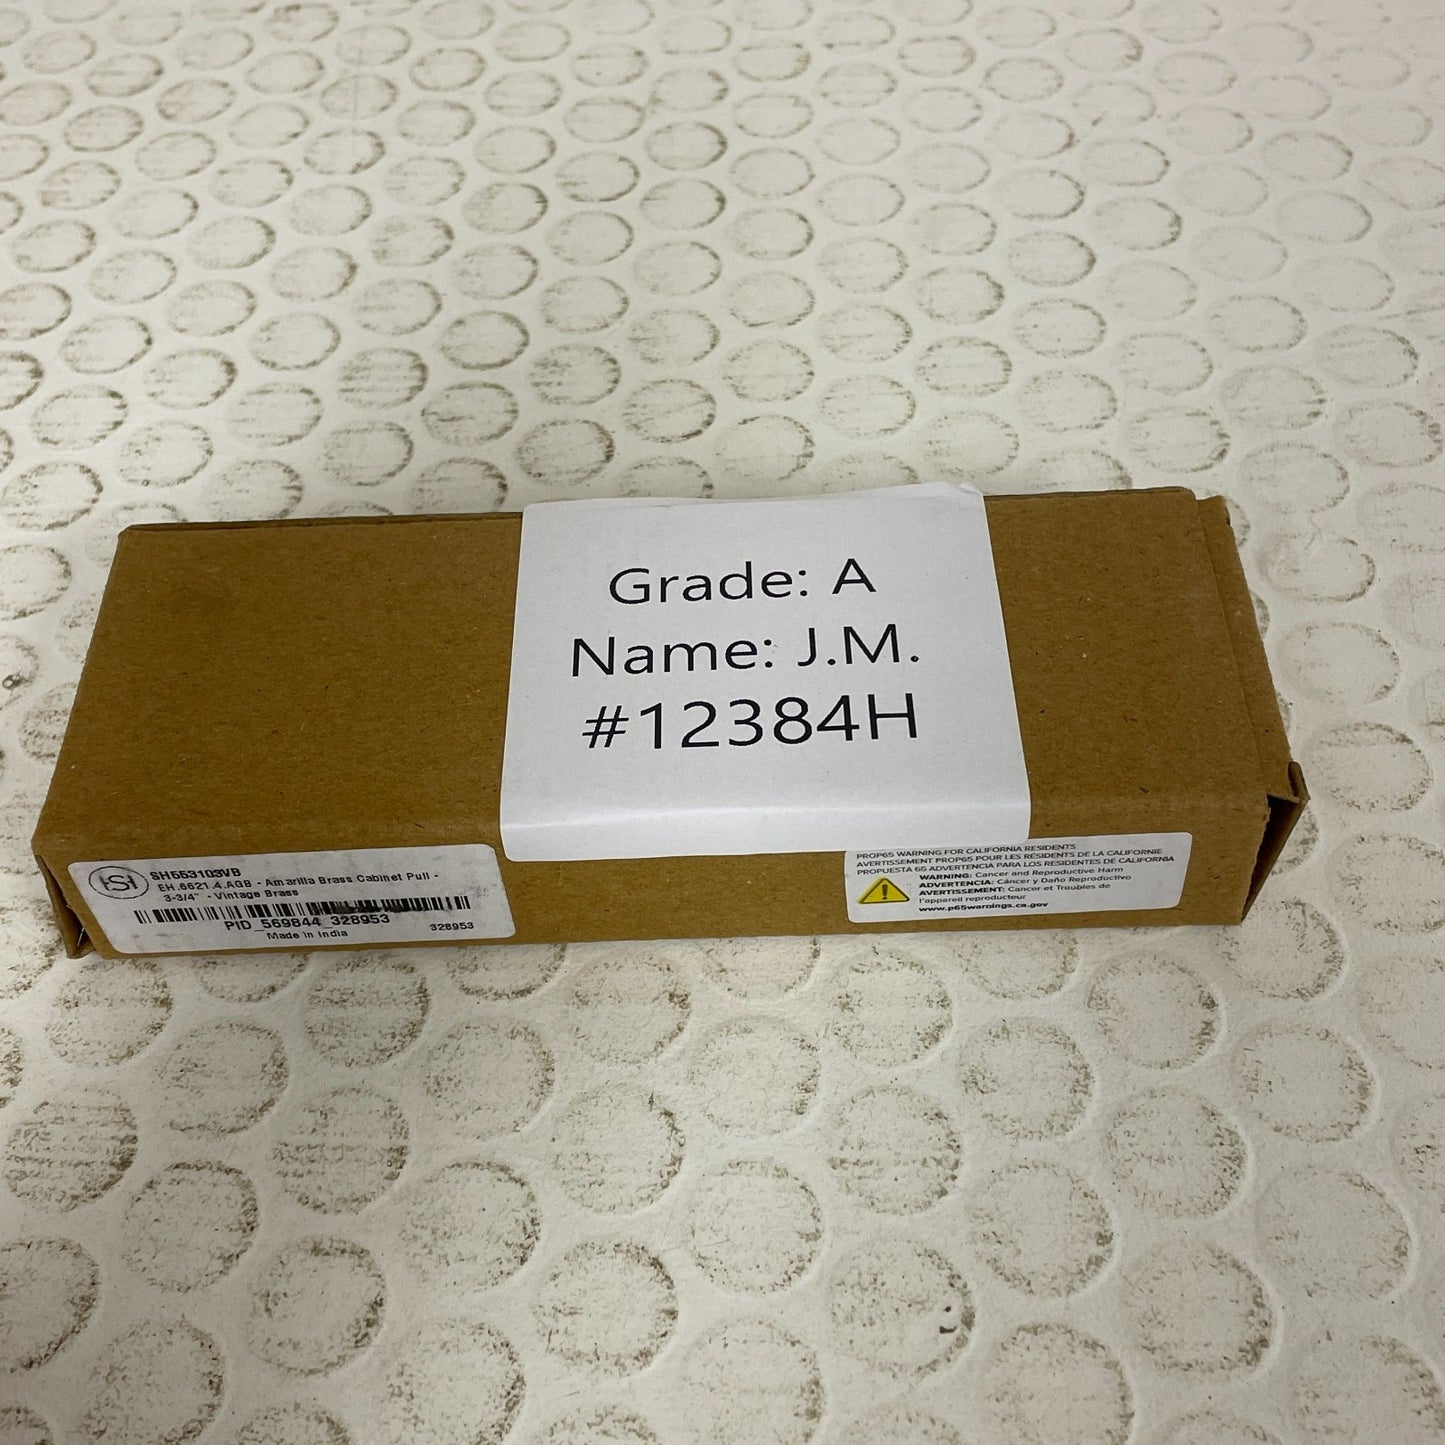 Grade: A
Name: J.M.
#12384H
HSH
SH553103VB
EH.6621.4.AGB - Amarilla Brass Cabinet Pull -
3-3/4" - Vintage Brass
PID_569844_328953
Made in India
328953
PROP65 WARNING FOR CALIFORNIA RESIDENTS
AVERTISSEMENT PROP65 POUR LES RÉSIDENTS DE LA CALIFORNIE
PROPUESTA 65 ADVERTENCIA PARA LOS RESIDENTES DE CALIFORNIA
WARNING: Cancer and Reproductive Harm
ADVERTENCIA: Cáncer y Daño Reproductivo
AVERTISSEMENT: Cancer et Troubles de
l'appareil reproducteur
www.p65warnings.ca.gov